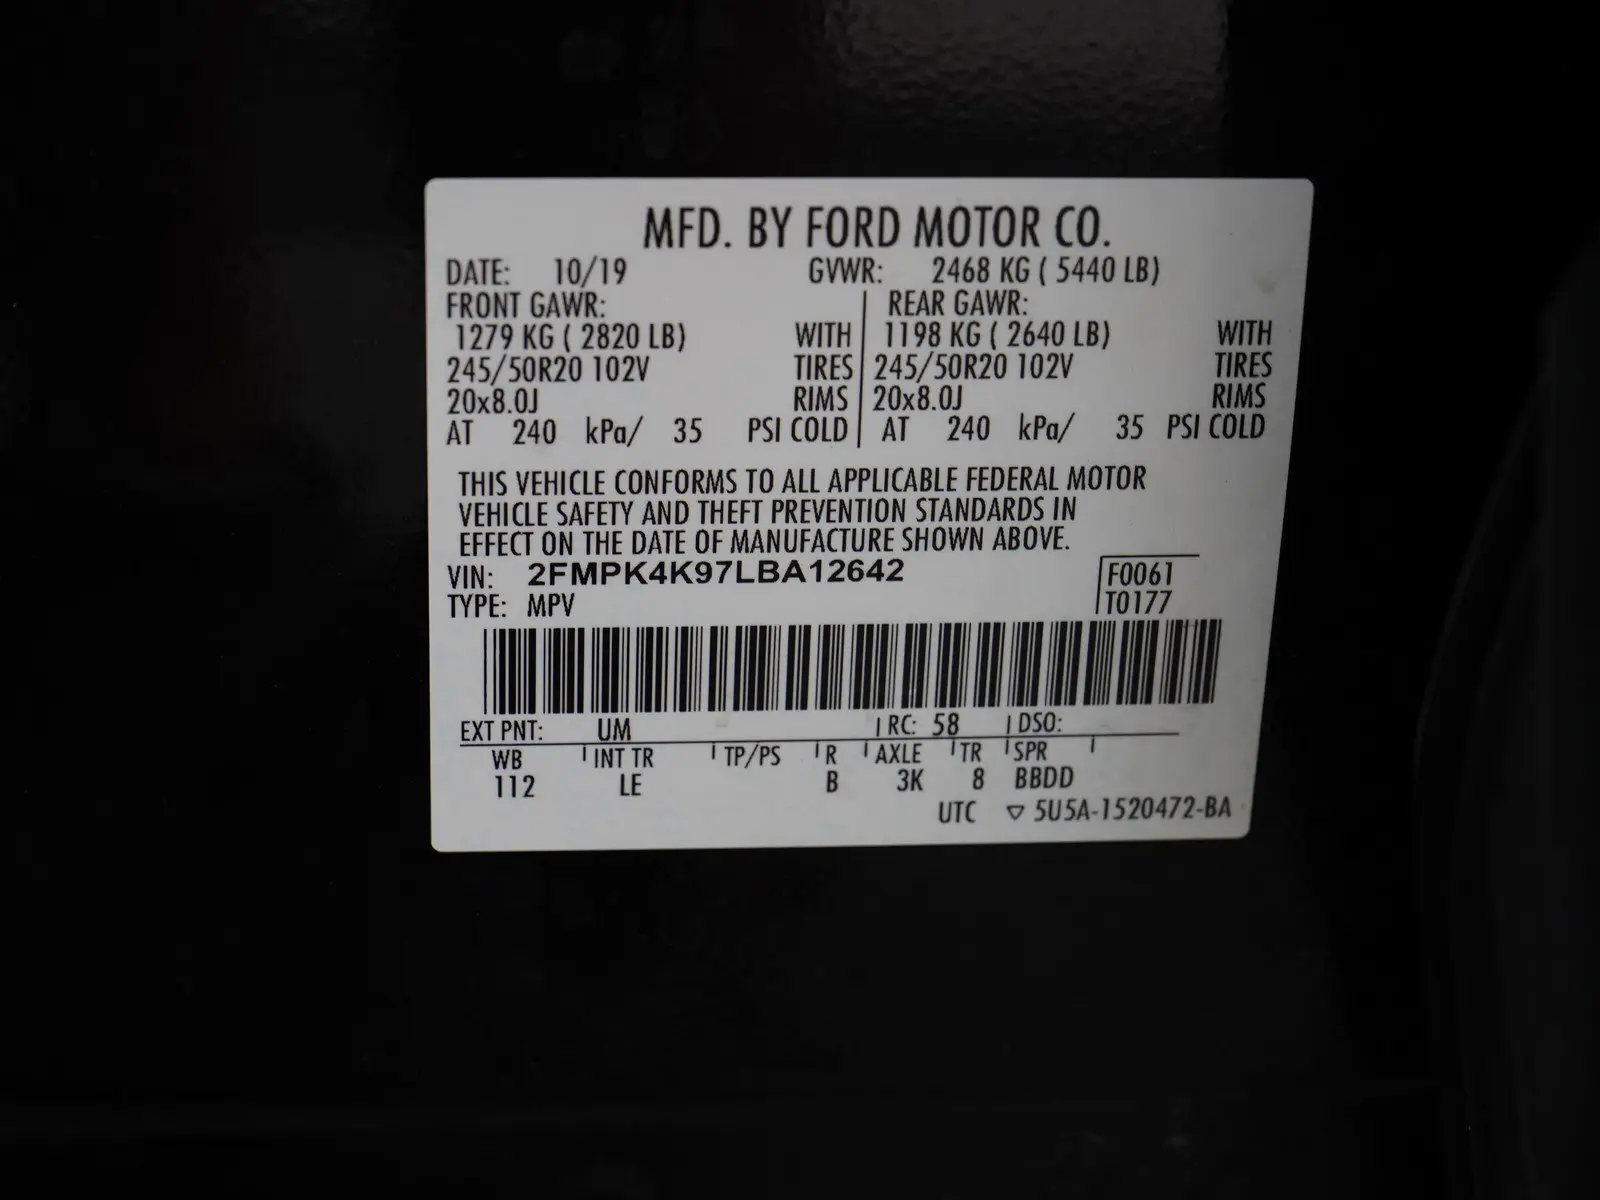 MFD. BY FORD MOTOR CO.
DATE: 10/19 GVWR: 2468 KG ( 5440 LB)
FRONT GAWR: REAR GAWR:
1279 KG ( 2820 LB) WITH 1198 KG ( 2640 LB) WITH
245/50R20 102V TIRES 245/50R20 102V TIRES
20x8.0J RIMS 20x8.0J RIMS
AT 240 kPa/ 35 PSI COLD AT 240 kPa/ 35 PSI COLD
THIS VEHICLE CONFORMS TO ALL APPLICABLE FEDERAL MOTOR
VEHICLE SAFETY AND THEFT PREVENTION STANDARDS IN
EFFECT ON THE DATE OF MANUFACTURE SHOWN ABOVE.
VIN: 2FMPK4K97LBA12642 F0061
TYPE: MPV T0177
EXT PNT: UM RC: 58 DSO:
WB INT TR TP/PS R AXLE TR SPR
112 LE B 3K 8 BBDD
UTC ▽ 5U5A-1520472-BA